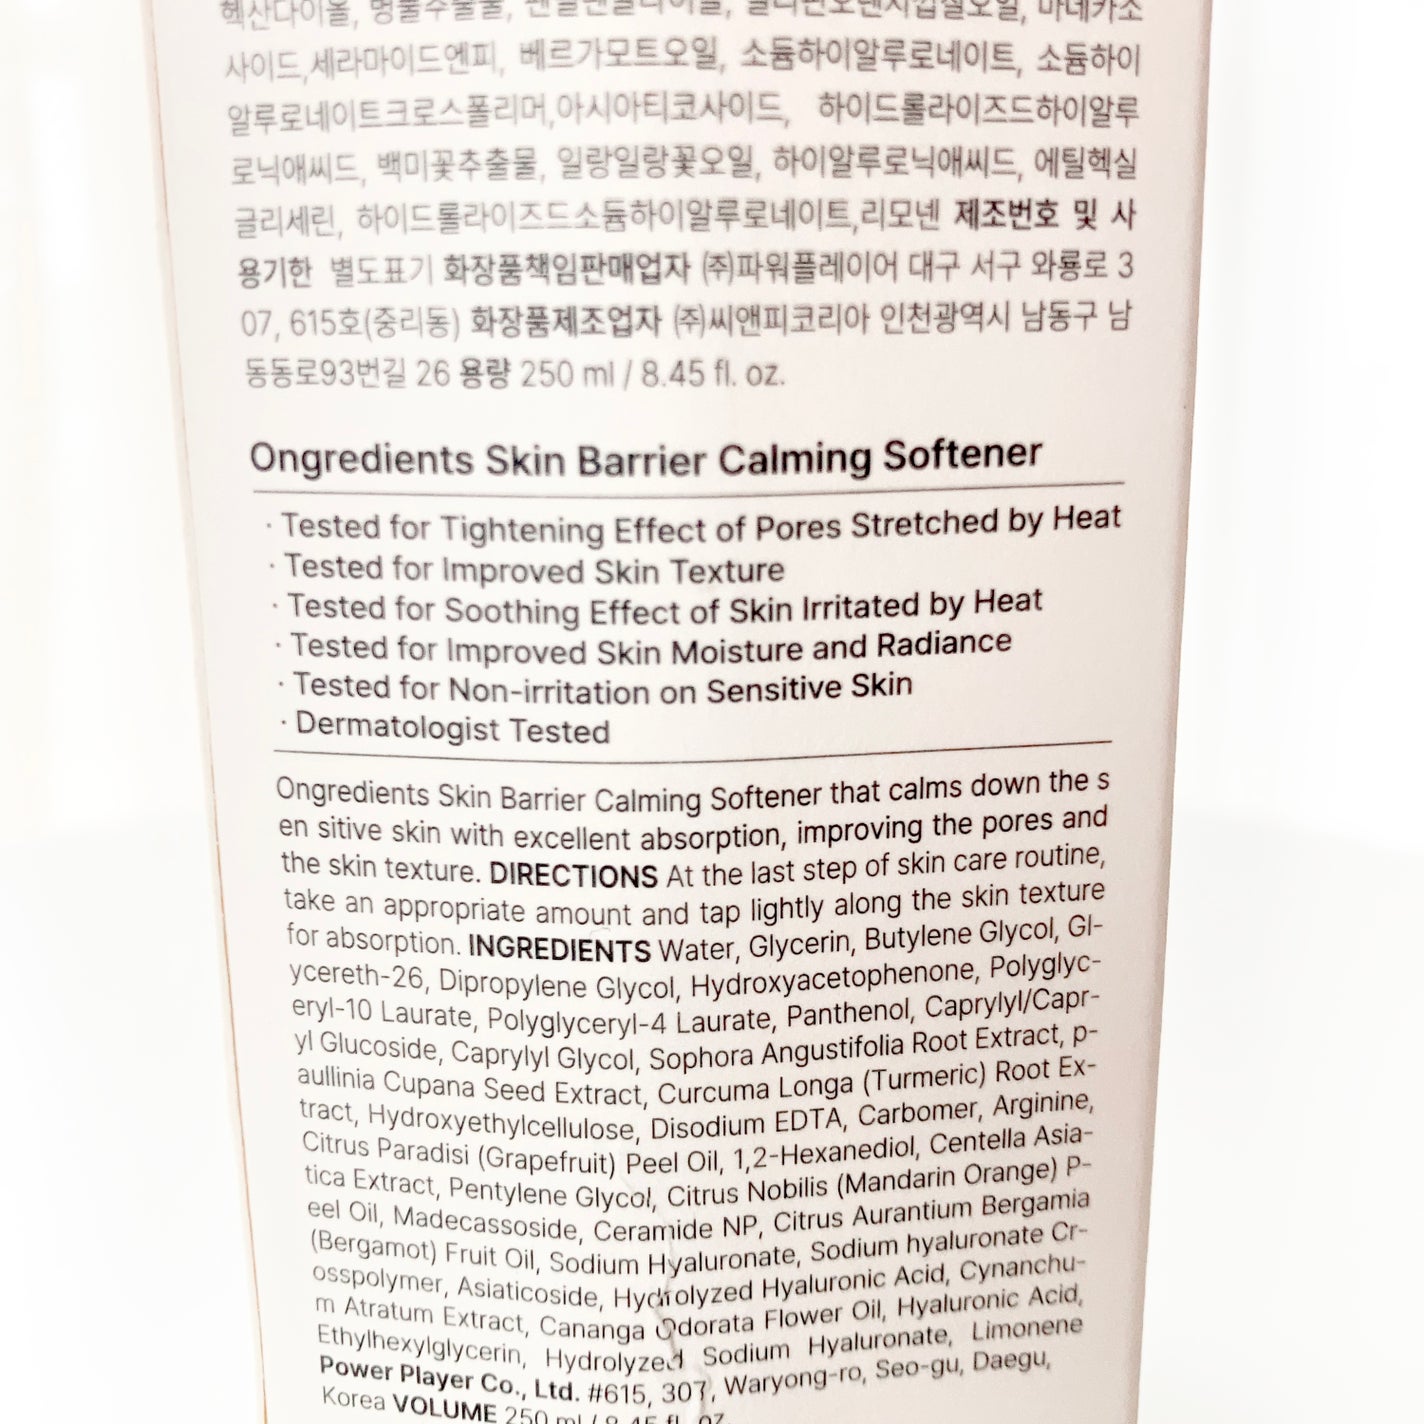 헥산다이올, 병풀추출물, 펜틸렌글라이콜, 만다린오렌지껍질오일, 마데카소
사이드,세라마이드엔피, 베르가모트오일, 소듐하이알루로네이트, 소듐하이
알루로네이트크로스폴리머,아시아티코사이드, 하이드롤라이즈드하이알루
로닉애씨드, 백미꽃추출물, 일랑일랑꽃오일, 하이알루로닉애씨드, 에틸헥실
글리세린, 하이드롤라이즈드소듐하이알루로네이트,리모넨 제조번호 및 사
용기한 별도표기 화장품책임판매업자 ㈜파워플레이어 대구 서구 와룡로 3
07, 615호(중리동) 화장품제조업자 ㈜씨앤피코리아 인천광역시 남동구 남
동동로93번길 26 용량 250 ml / 8.45 fl. oz.
Ongredients Skin Barrier Calming Softener
· Tested for Tightening Effect of Pores Stretched by Heat
· Tested for Improved Skin Texture
· Tested for Soothing Effect of Skin Irritated by Heat
· Tested for Improved Skin Moisture and Radiance
· Tested for Non-irritation on Sensitive Skin
· Dermatologist Tested
Ongredients Skin Barrier Calming Softener that calms down the s
en sitive skin with excellent absorption, improving the pores and
the skin texture. DIRECTIONS At the last step of skin care routine,
take an appropriate amount and tap lightly along the skin texture
for absorption. INGREDIENTS Water, Glycerin, Butylene Glycol, Gl-
ycereth-26, Dipropylene Glycol, Hydroxyacetophenone, Polyglyc-
eryl-10 Laurate, Polyglyceryl-4 Laurate, Panthenol, Caprylyl/Capr-
yl Glucoside, Caprylyl Glycol, Sophora Angustifolia Root Extract, p-
aullinia Cupana Seed Extract, Curcuma Longa (Turmeric) Root Ex-
tract, Hydroxyethylcellulose, Disodium EDTA, Carbomer, Arginine,
Citrus Paradisi (Grapefruit) Peel Oil, 1,2-Hexanediol, Centella Asia-
tica Extract, Pentylene Glycol, Citrus Nobilis (Mandarin Orange) P-
eel Oil, Madecassoside, Ceramide NP, Citrus Aurantium Bergamia
(Bergamot) Fruit Oil, Sodium Hyaluronate, Sodium hyaluronate Cr-
osspolymer, Asiaticoside, Hydrolyzed Hyaluronic Acid, Cynanchu-
m Atratum Extract, Cananga Odorata Flower Oil, Hyaluronic Acid,
Ethylhexylglycerin, Hydrolyzed Sodium Hyaluronate, Limonene
Power Player Co., Ltd. #615, 307, Waryong-ro, Seo-gu, Daegu,
Korea VOLUME 250 ml / 8.45 fl. oz.